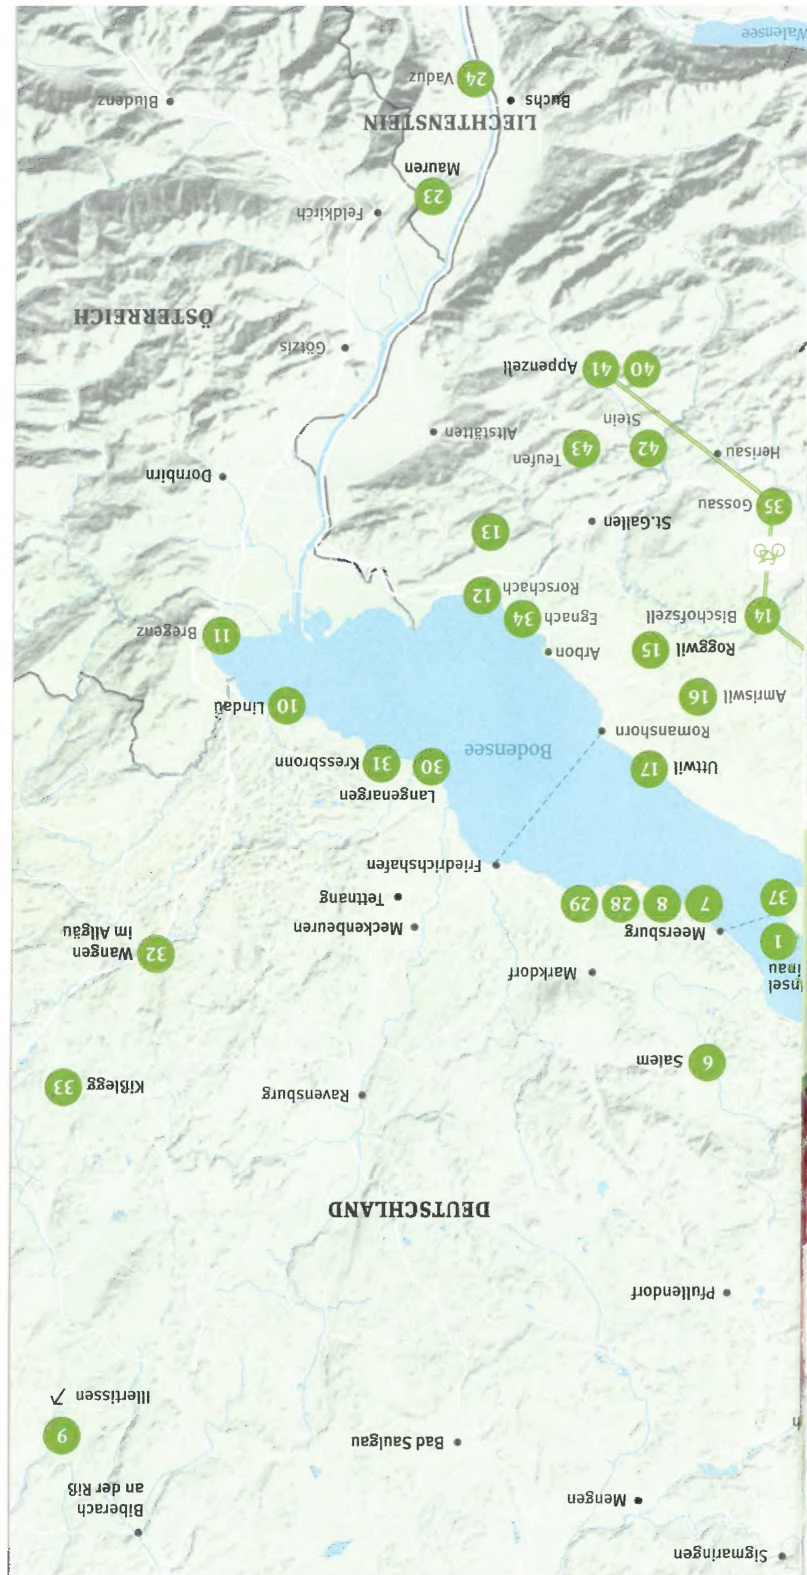 Sigmaringen
Biberach
an der Riß
Mengen
9
Illertissen
Bad Saulgau
h
Pfullendorf
DEUTSCHLAND
Ravensburg
33 Kißlegg
6 Salem
Markdorf
nsel
inau
1
32 Wangen
im Allgäu
Meersburg
Meckenbeuren
37
7
8
28
29
Tettnang
Friedrichshafen
Langenargen
30
31 Kressbronn
17 Uttwil
Bodensee
Romanshorn
10 Lindau
16 Amriswil
15 Roggwil
Arbon
11 Bregenz
14 Bischofszell
34 Egnach
12 Rorschach
13
St.Gallen
35 Gossau
Dornbirn
Herisau
42 Stein
43 Teufen
Altstätten
40
41 Appenzell
Götzis
ÖSTERREICH
Feldkirch
23
Mauren
LIECHTENSTEIN
Buchs
Bludenz
24 Vaduz
Walensee